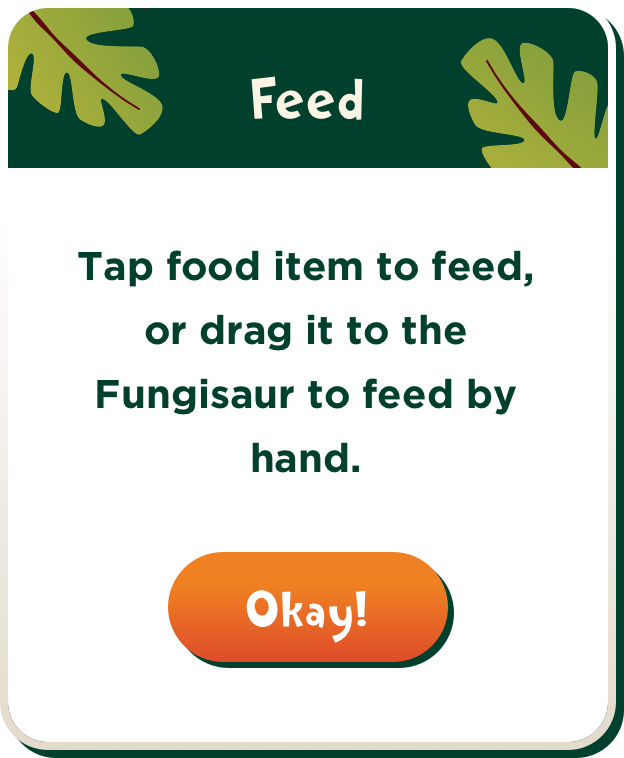 Feed
Tap food item to feed,
or drag it to the
Fungisaur to feed by
hand.
Okay!